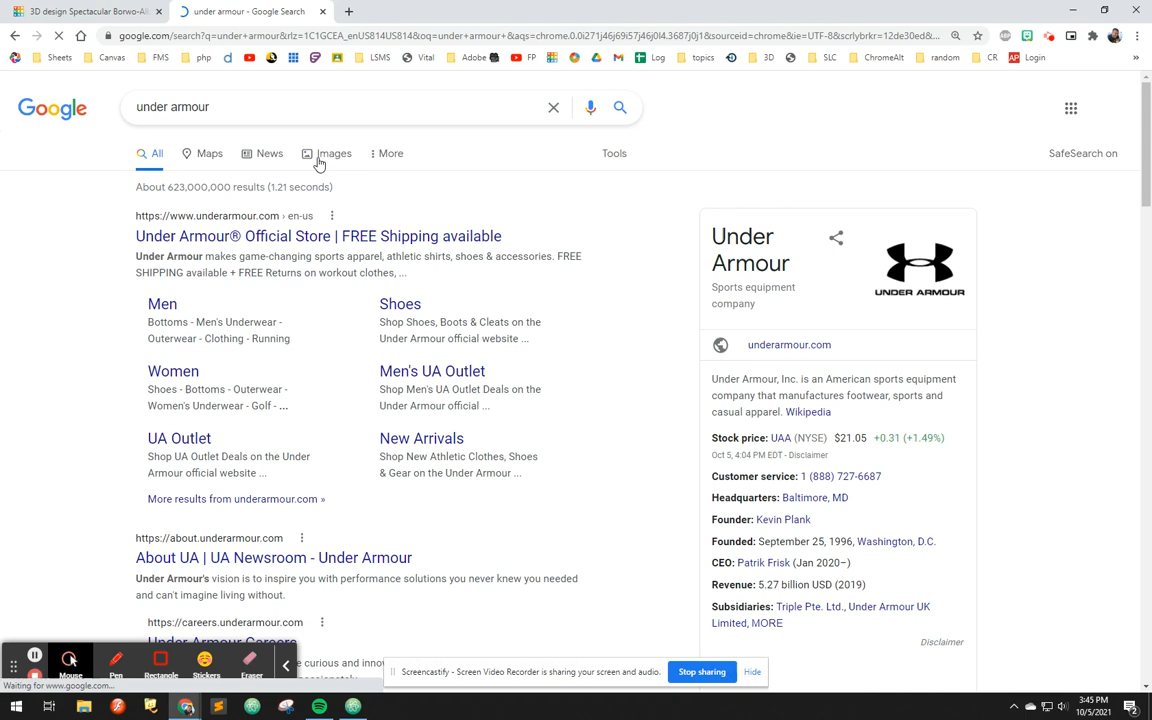 3D design Spectacular Borwo-All
under armour - Google Search
google.com/search?q=under+armour&rlz=1C1GCEA_enUS814US814&oq=under+armour+&aqs=chrome.0.0i271j46j69i57j46j0l4.3687j0j1&sourceid=chrome&ie=UTF-8&scrlybrkr=12de30ed&...
Sheets
Canvas
FMS
php
LSMS
Vital
Adobe
FP
Log
topics
3D
SLC
ChromeAlt
random
CR
AP Login
»
Google
under armour
All
Maps
News
Images
More
Tools
SafeSearch on
About 623,000,000 results (1.21 seconds)
https://www.underarmour.com › en-us
Under Armour® Official Store | FREE Shipping available
Under Armour makes game-changing sports apparel, athletic shirts, shoes & accessories. FREE
SHIPPING available + FREE Returns on workout clothes, ...
Men
Bottoms - Men's Underwear -
Outerwear - Clothing - Running
Shoes
Shop Shoes, Boots & Cleats on the
Under Armour official website ...
Women
Shoes - Bottoms - Outerwear -
Women's Underwear - Golf - ...
Men's UA Outlet
Shop Men's UA Outlet Deals on the
Under Armour official ...
UA Outlet
Shop UA Outlet Deals on the Under
Armour official website ...
New Arrivals
Shop New Athletic Clothes, Shoes
& Gear on the Under Armour ...
More results from underarmour.com »
https://about.underarmour.com
About UA | UA Newsroom - Under Armour
Under Armour's vision is to inspire you with performance solutions you never knew you needed
and can't imagine living without.
https://careers.underarmour.com
Under Armour Careers
Under
Armour
Sports equipment
company
UNDER ARMOUR
underarmour.com
Under Armour, Inc. is an American sports equipment
company that manufactures footwear, sports and
casual apparel. Wikipedia
Stock price: UAA (NYSE) $21.05 +0.31 (+1.49%)
Oct 5, 4:04 PM EDT - Disclaimer
Customer service: 1 (888) 727-6687
Headquarters: Baltimore, MD
Founder: Kevin Plank
Founded: September 25, 1996, Washington, D.C.
CEO: Patrik Frisk (Jan 2020–)
Revenue: 5.27 billion USD (2019)
Subsidiaries: Triple Pte. Ltd., Under Armour UK
Limited, MORE
Disclaimer
Mouse
Pen
Rectangle
Stickers
Eraser
Screencastify - Screen Video Recorder is sharing your screen and audio.
Stop sharing
Hide
Waiting for www.google.com...
3:45 PM
10/5/2021
2